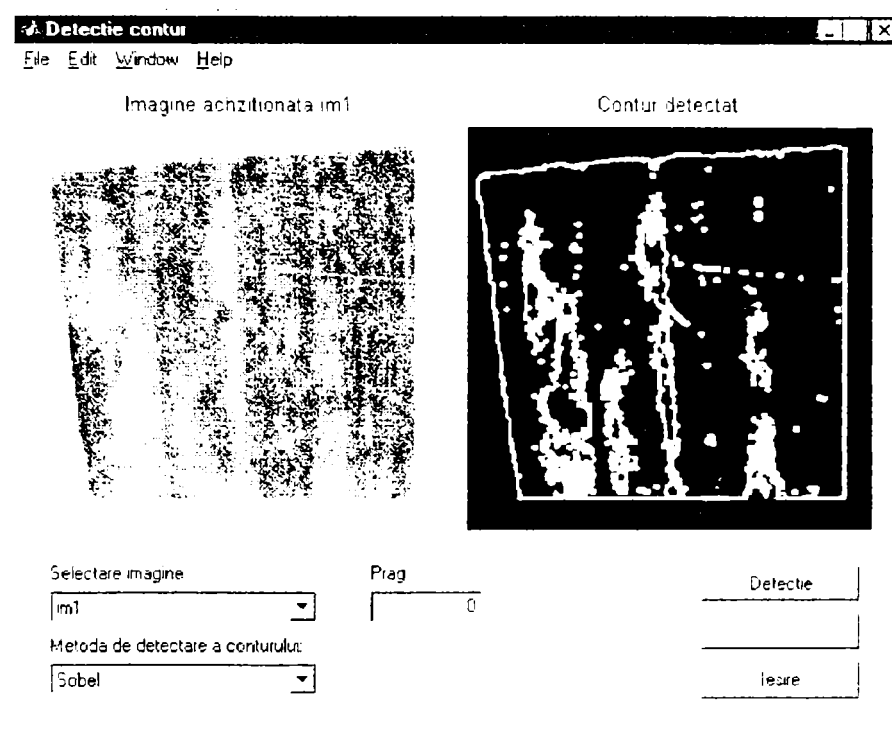 Detectie contur
File Edit Window Help
Imagine achzitionata im1
Contur detectat
Selectare imagine
Prag
Detectie
im1
0
Metoda de detectare a conturului:
Sobel
Iesire